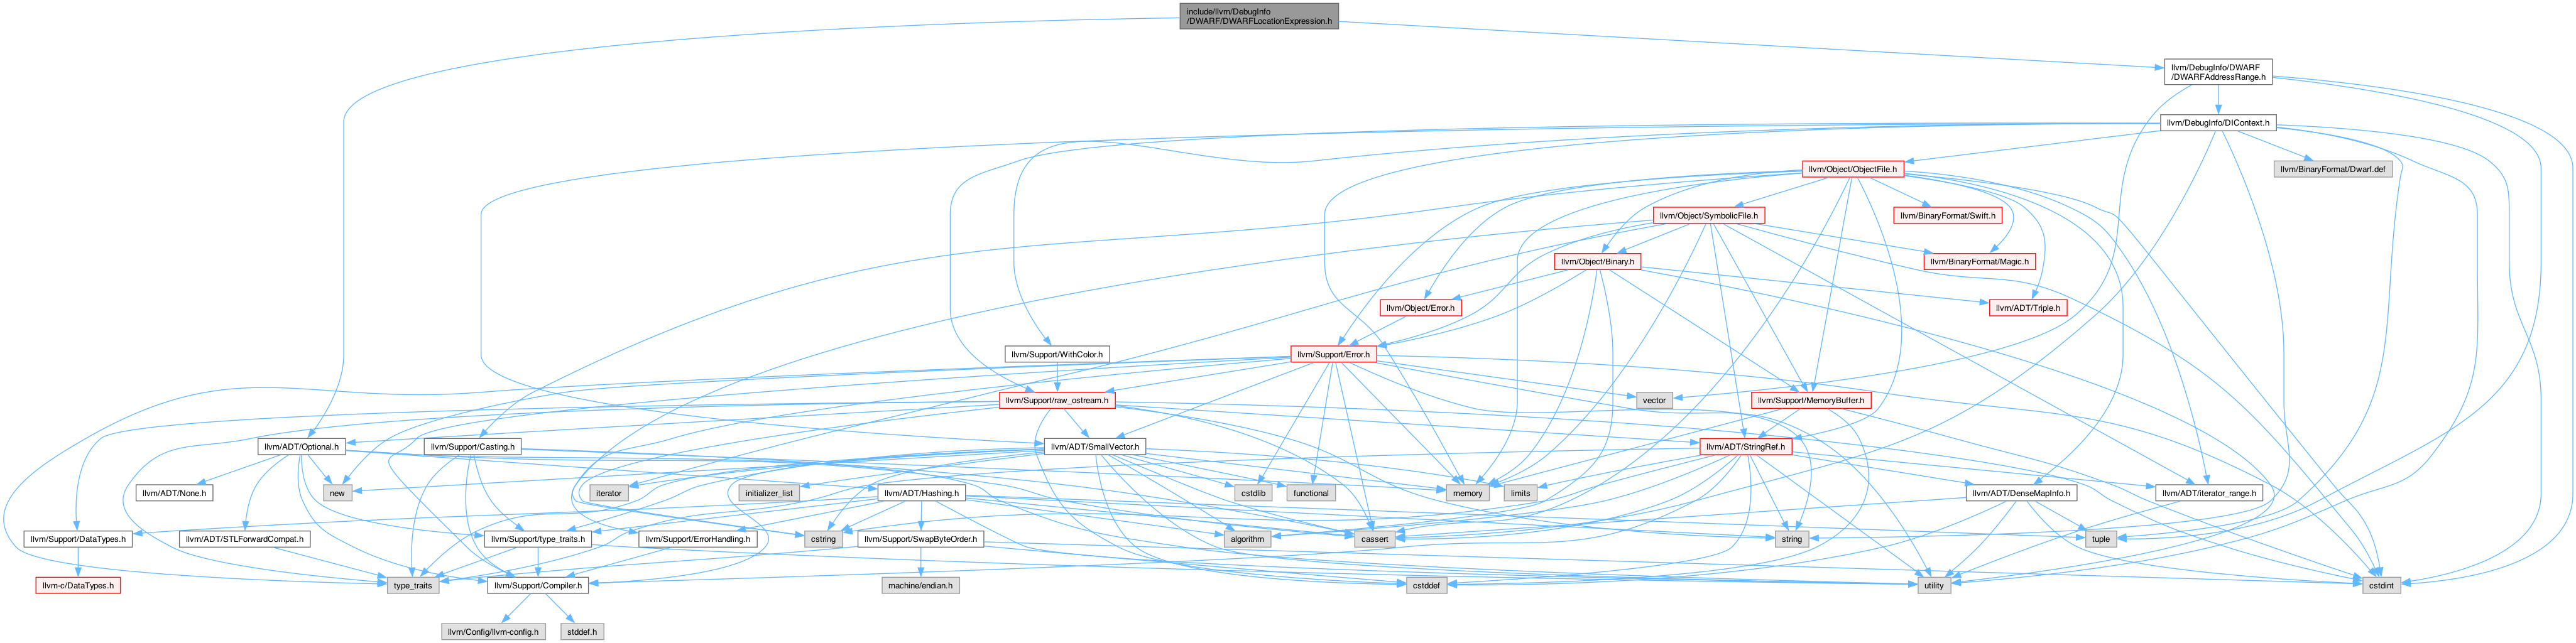 include/llvm/DebugInfo
/DWARF/DWARFLocationExpression.h
llvm/DebugInfo/DWARF
/DWARFAddressRange.h
llvm/DebugInfo/DIContext.h
llvm/Object/ObjectFile.h
llvm/BinaryFormat/Dwarf.def
llvm/Object/SymbolicFile.h
llvm/BinaryFormat/Swift.h
llvm/Object/Binary.h
llvm/BinaryFormat/Magic.h
llvm/Object/Error.h
llvm/ADT/Triple.h
llvm/Support/WithColor.h
llvm/Support/Error.h
llvm/Support/raw_ostream.h
vector
llvm/Support/MemoryBuffer.h
llvm/ADT/Optional.h
llvm/Support/Casting.h
llvm/ADT/SmallVector.h
llvm/ADT/StringRef.h
llvm/ADT/None.h
new
iterator
initializer_list
llvm/ADT/Hashing.h
cstdlib
functional
memory
limits
llvm/ADT/DenseMapInfo.h
llvm/ADT/iterator_range.h
llvm/Support/DataTypes.h
llvm/ADT/STLForwardCompat.h
llvm/Support/type_traits.h
llvm/Support/ErrorHandling.h
cstring
llvm/Support/SwapByteOrder.h
algorithm
cassert
string
tuple
llvm-c/DataTypes.h
type_traits
llvm/Support/Compiler.h
machine/endian.h
cstddef
utility
cstdint
llvm/Config/llvm-config.h
stddef.h